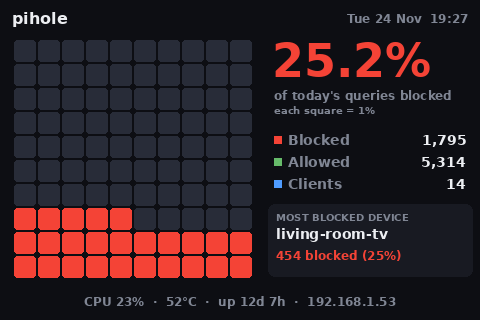 pihole
Tue 24 Nov 19:27
25.2%
of today's queries blocked
each square = 1%
Blocked 1,795
Allowed 5,314
Clients 14
MOST BLOCKED DEVICE
living-room-tv
454 blocked (25%)
CPU 23% · 52°C · up 12d 7h · 192.168.1.53